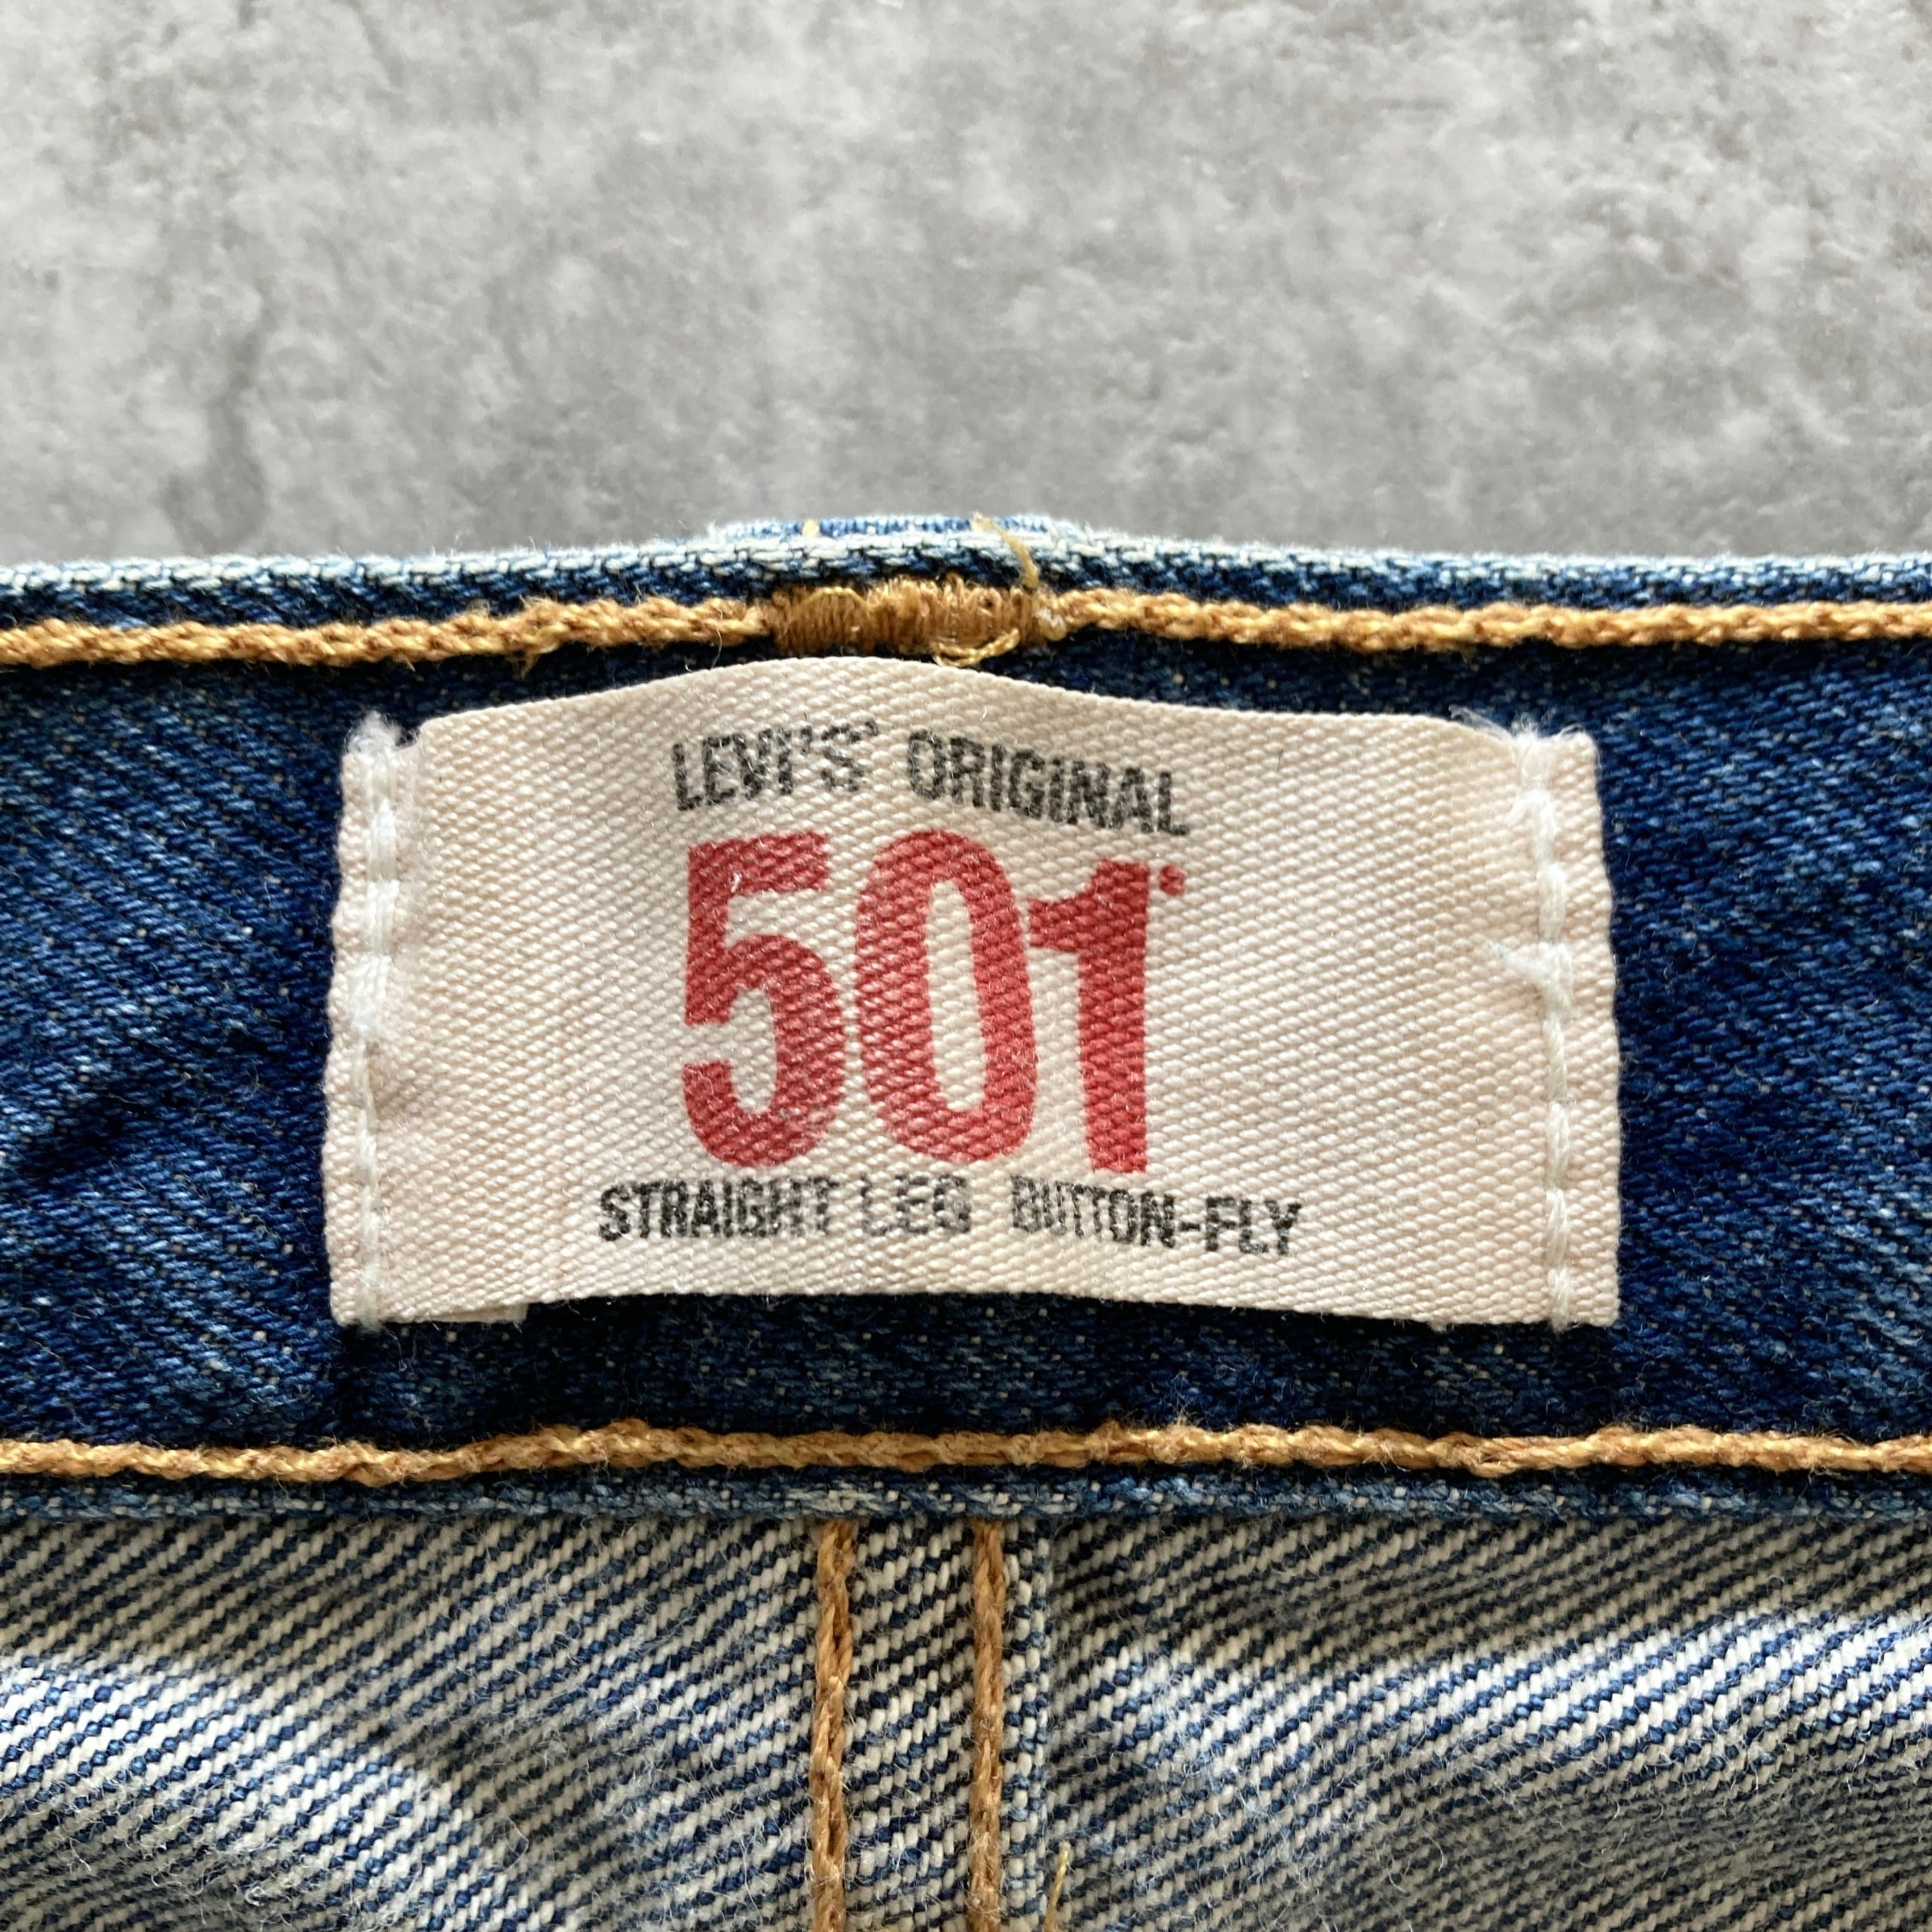 LEVI'S® ORIGINAL
501®
STRAIGHT LEG BUTTON-FLY